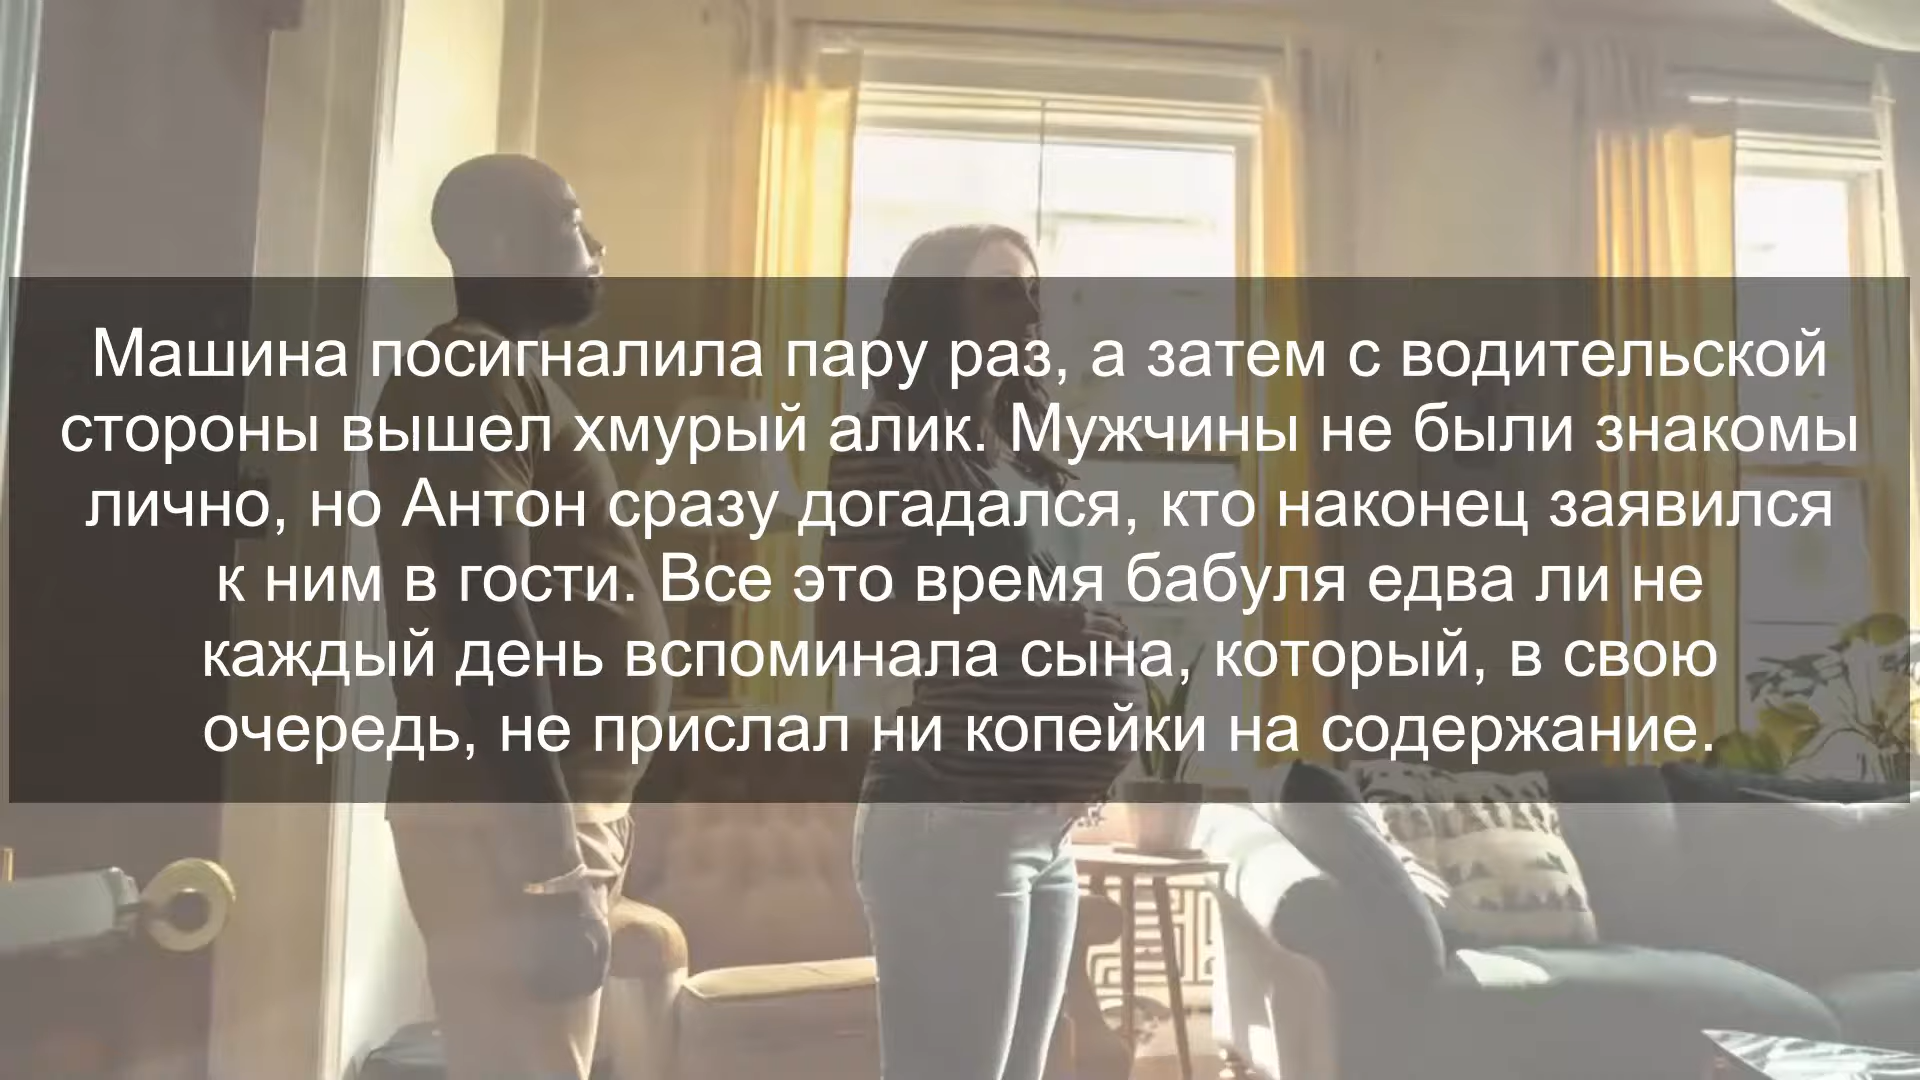 Машина посигналила пару раз, а затем с водительской
стороны вышел хмурый алик. Мужчины не были знакомы
лично, но Антон сразу догадался, кто наконец заявился
к ним в гости. Все это время бабуля едва ли не
каждый день вспоминала сына, который, в свою
очередь, не прислал ни копейки на содержание.